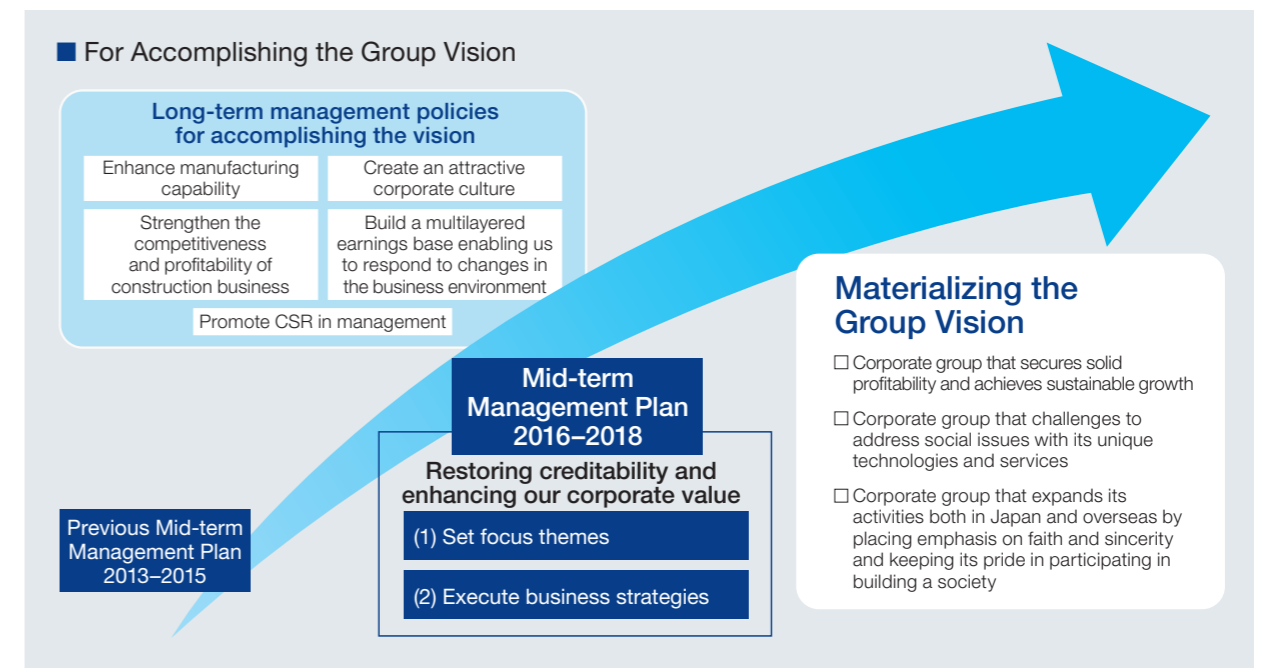 ■ For Accomplishing the Group Vision
Long-term management policies
for accomplishing the vision
Enhance manufacturing
capability
Create an attractive
corporate culture
Strengthen the
competitiveness
and profitability of
construction business
Build a multilayered
earnings base enabling us
to respond to changes in
the business environment
Promote CSR in management
Previous Mid-term
Management Plan
2013–2015
Mid-term
Management Plan
2016–2018
Restoring creditability and
enhancing our corporate value
(1) Set focus themes
(2) Execute business strategies
Materializing the
Group Vision
□ Corporate group that secures solid
profitability and achieves sustainable growth
□ Corporate group that challenges to
address social issues with its unique
technologies and services
□ Corporate group that expands its
activities both in Japan and overseas by
placing emphasis on faith and sincerity
and keeping its pride in participating in
building a society